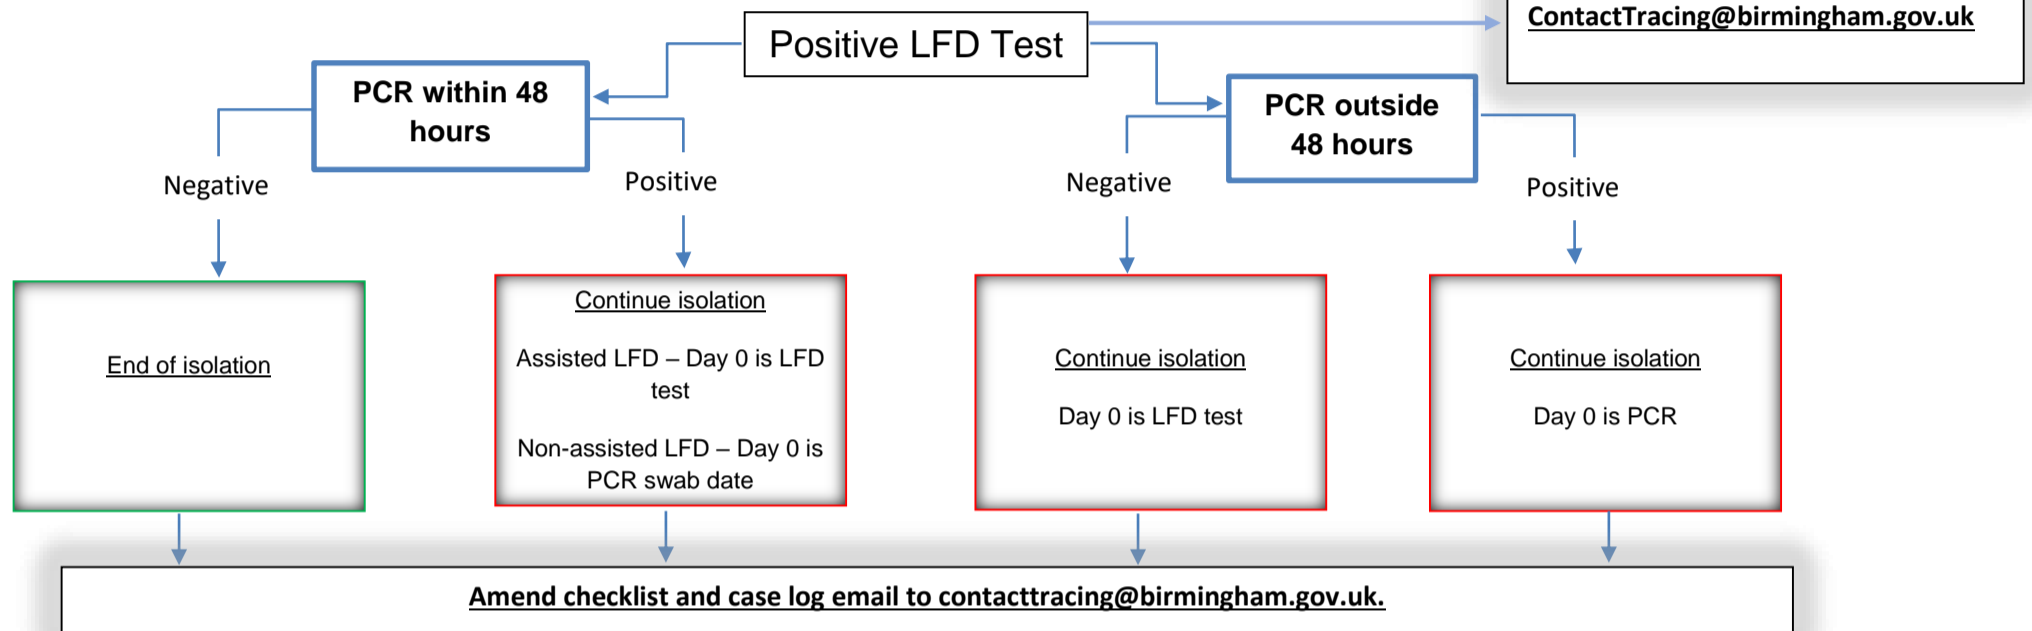 ContactTracing@birmingham.gov.uk
Positive LFD Test
PCR within 48
hours
PCR outside
48 hours
Negative
Positive
Negative
Positive
End of isolation
Continue isolation
Assisted LFD – Day 0 is LFD
test
Non-assisted LFD – Day 0 is
PCR swab date
Continue isolation
Day 0 is LFD test
Continue isolation
Day 0 is PCR
Amend checklist and case log email to contacttracing@birmingham.gov.uk.